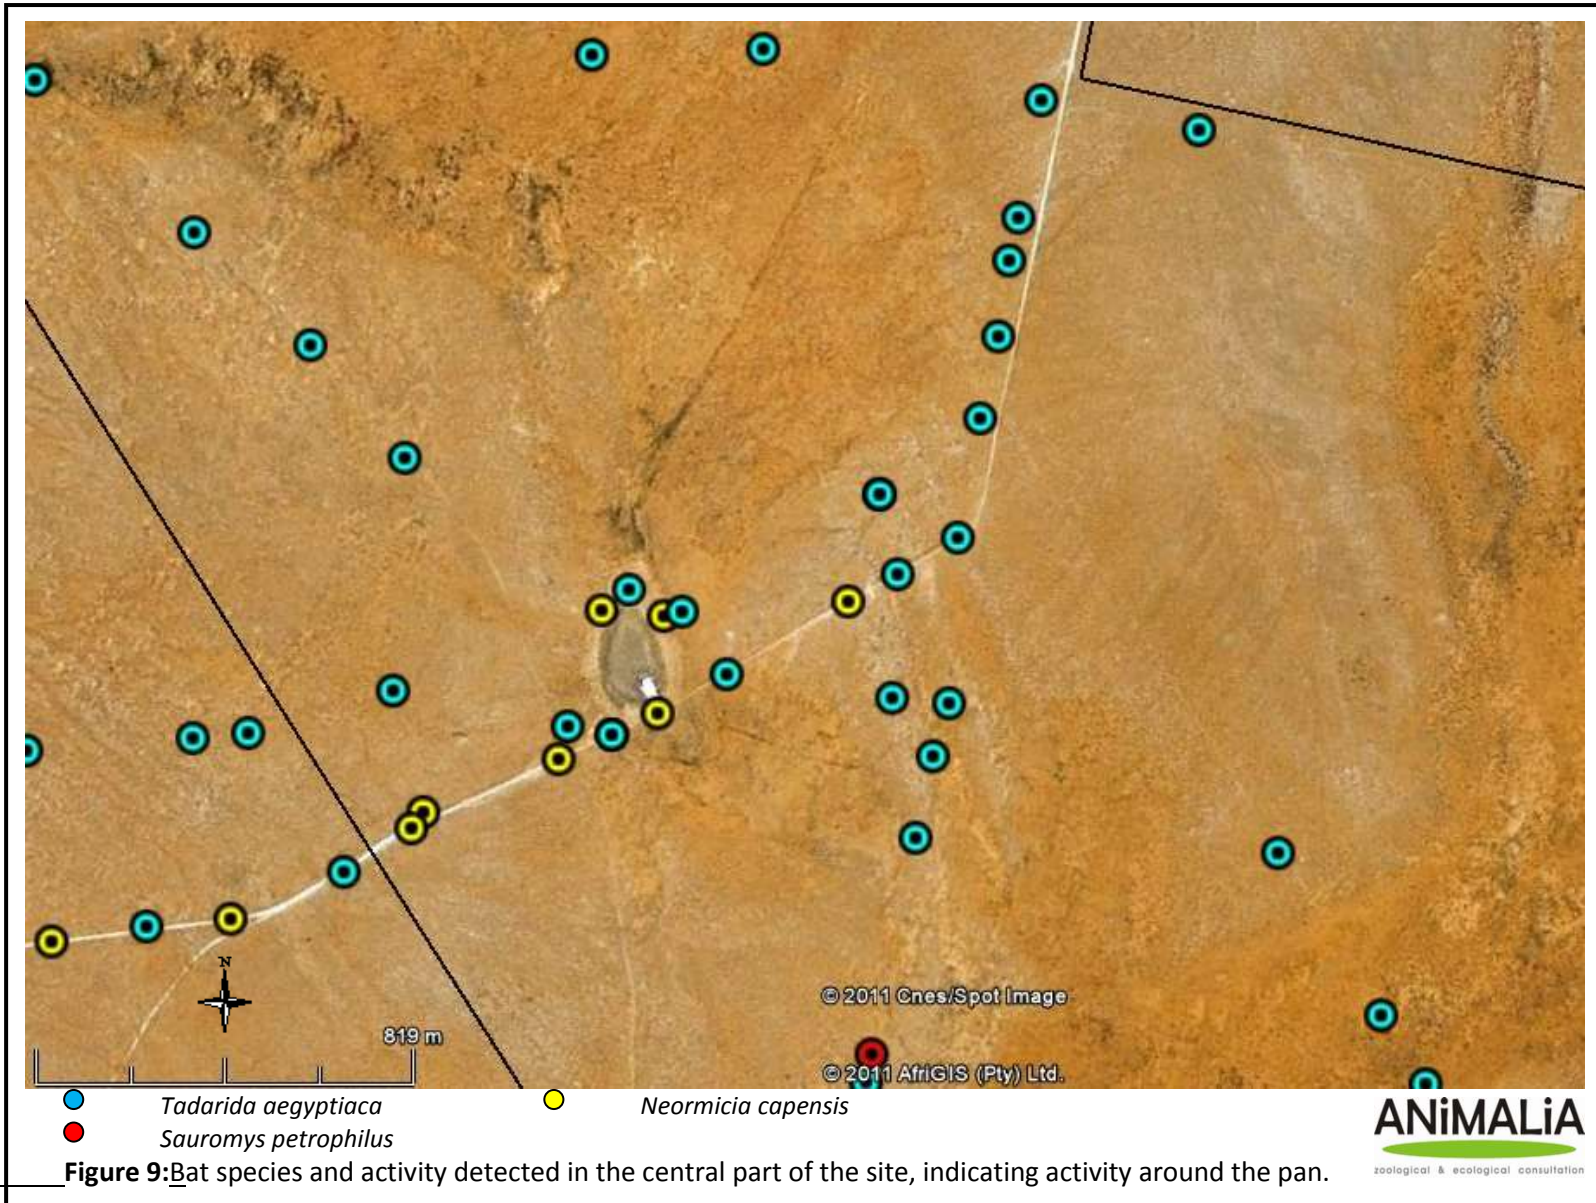 N
© 2011 Cnes/Spot Image
819 m
© 2011 AfriGIS (Pty) Ltd.
Tadarida aegyptiaca
Neormicia capensis
Sauromys petrophilus
ANiMALiA
zoological & ecological consultation
Figure 9:Bat species and activity detected in the central part of the site, indicating activity around the pan.